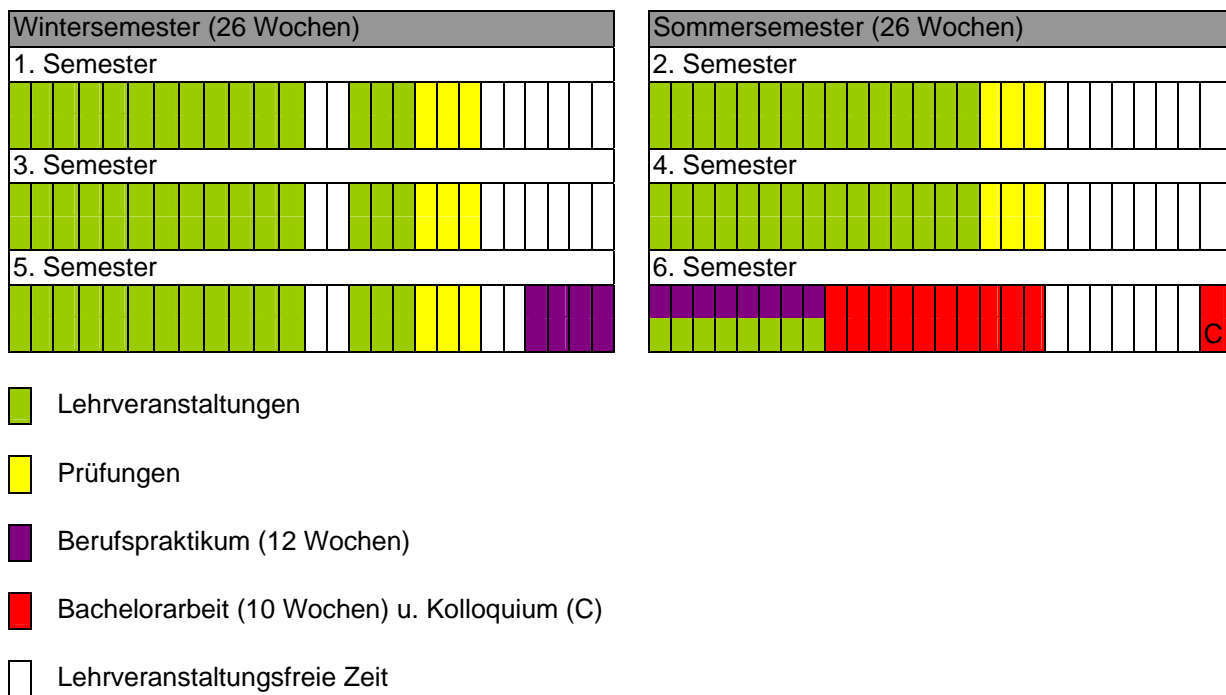 Wintersemester (26 Wochen)
Sommersemester (26 Wochen)
1. Semester
2. Semester
3. Semester
4. Semester
5. Semester
6. Semester
C
Lehrveranstaltungen
Prüfungen
Berufspraktikum (12 Wochen)
Bachelorarbeit (10 Wochen) u. Kolloquium (C)
Lehrveranstaltungsfreie Zeit